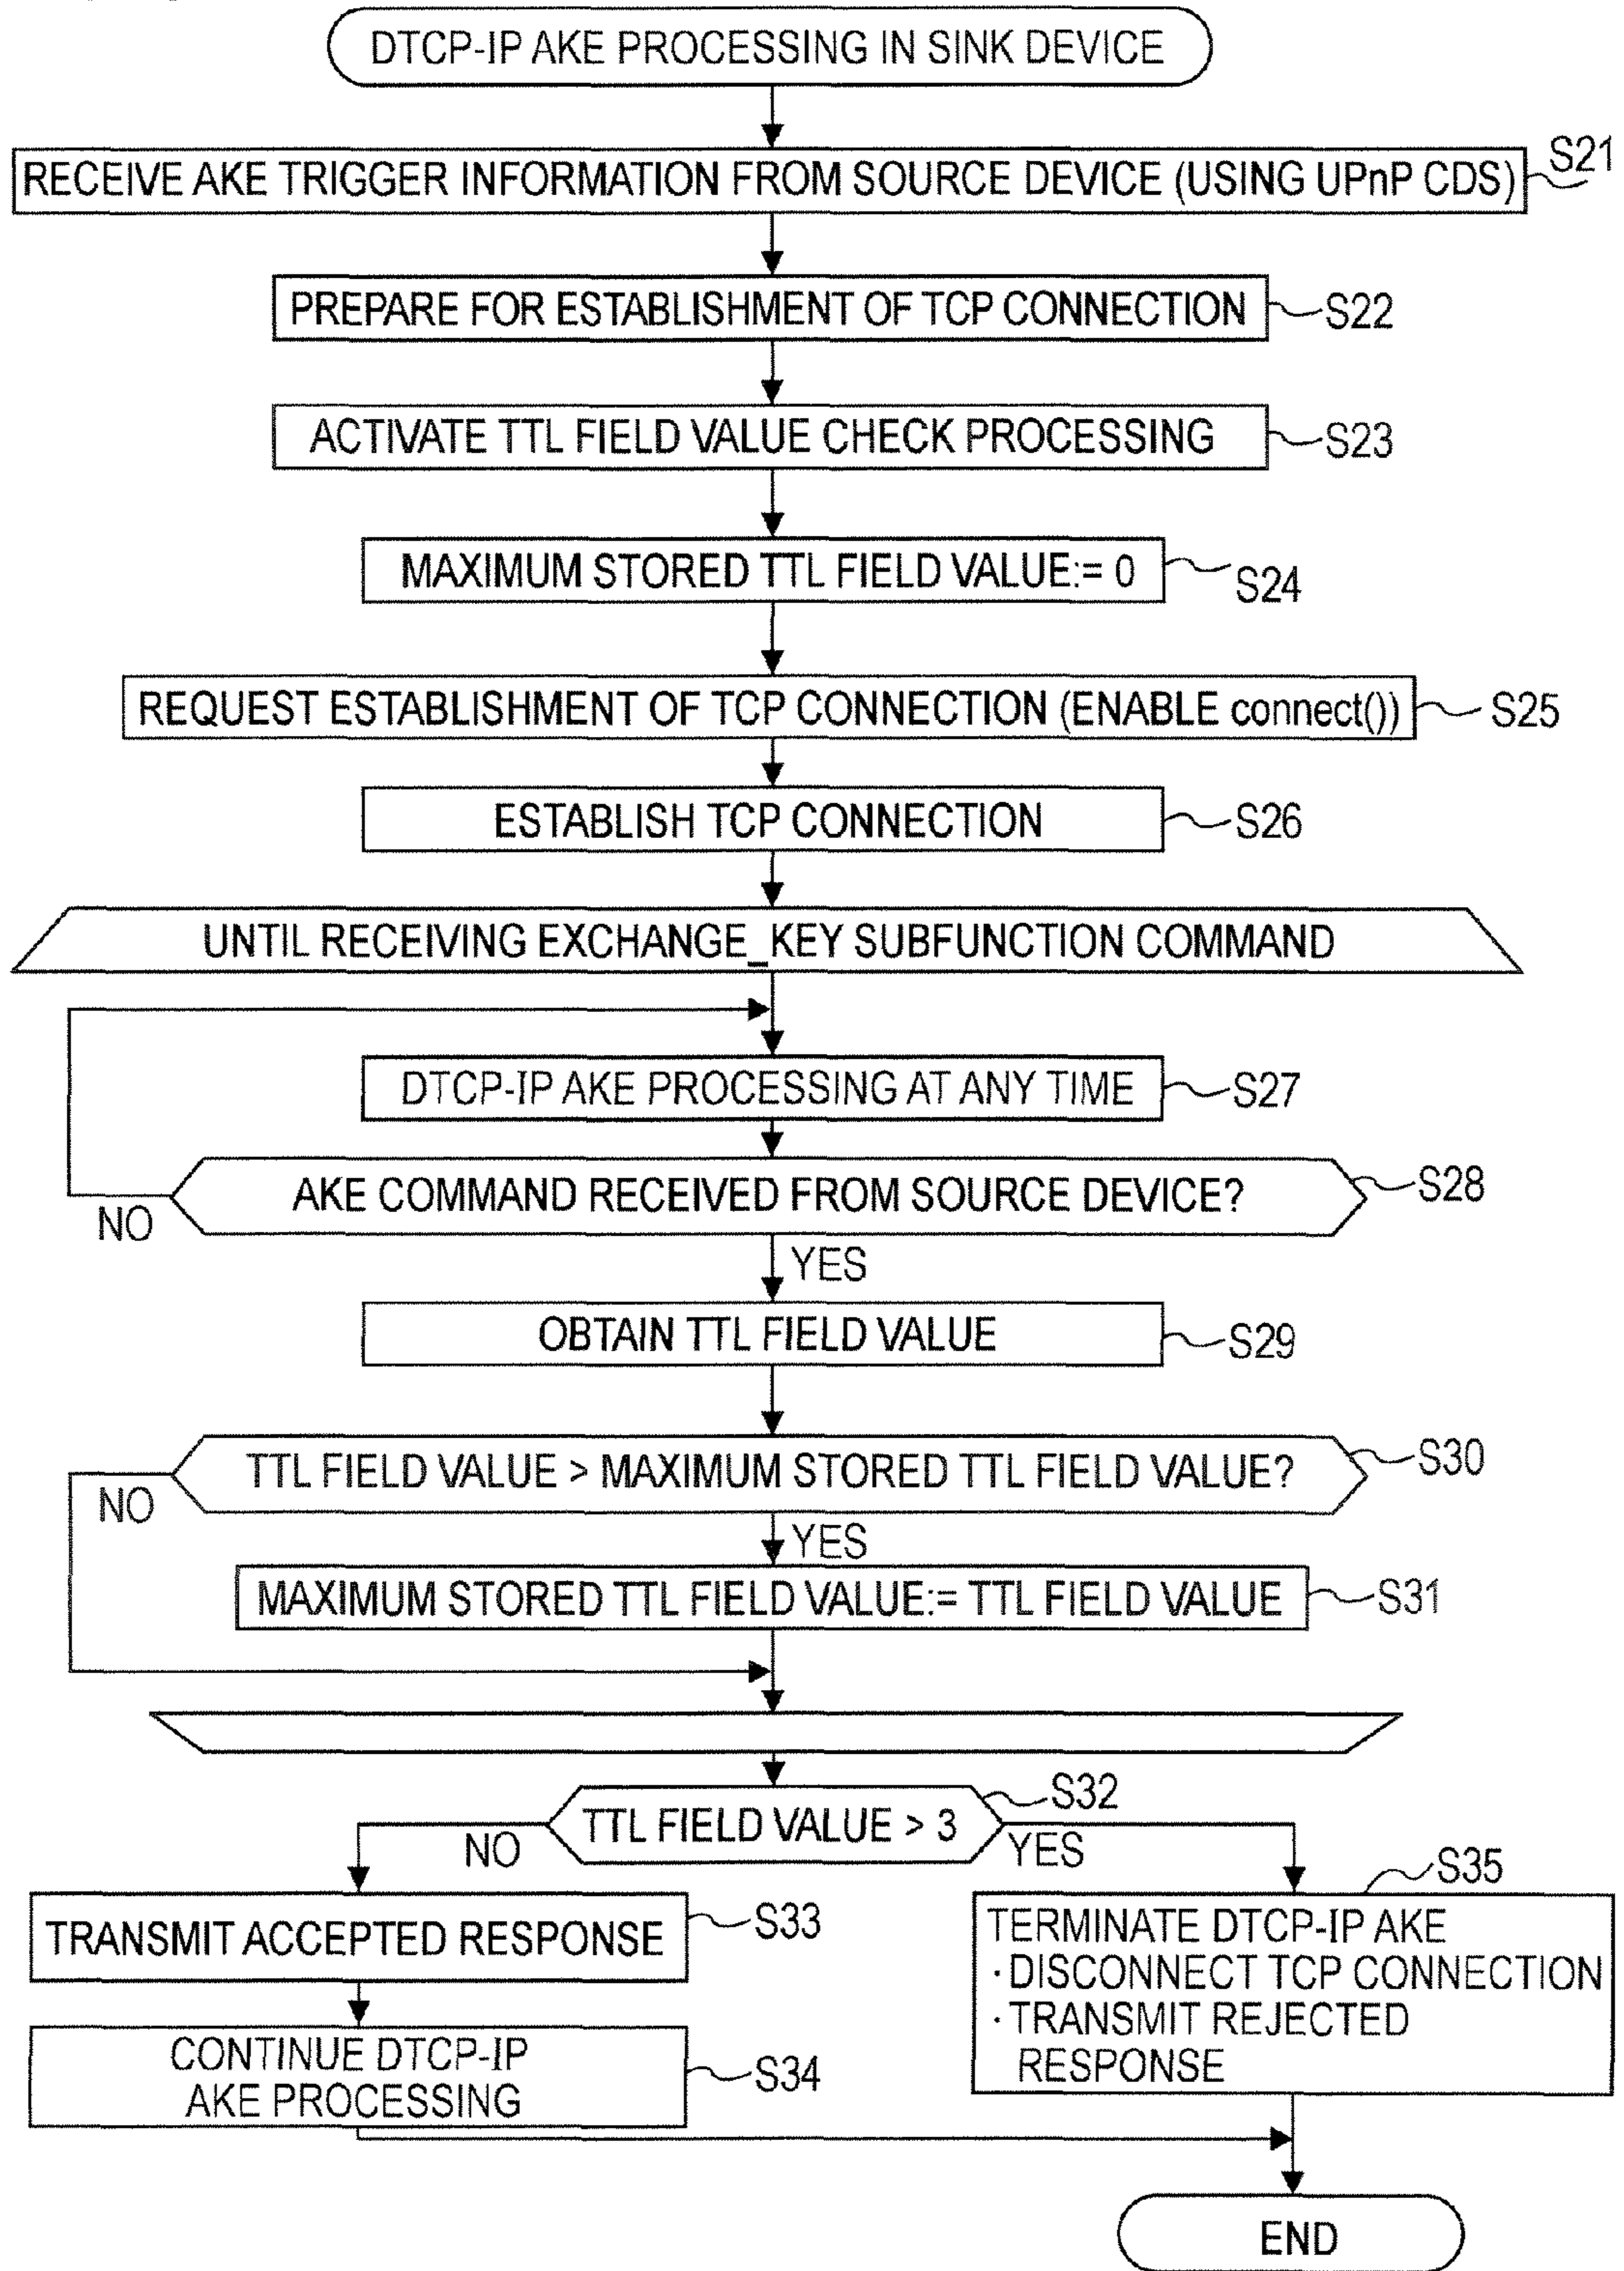 DTCP-IP AKE PROCESSING IN SINK DEVICE
RECEIVE AKE TRIGGER INFORMATION FROM SOURCE DEVICE (USING UPnP CDS)
S21
PREPARE FOR ESTABLISHMENT OF TCP CONNECTION
S22
ACTIVATE TTL FIELD VALUE CHECK PROCESSING
S23
MAXIMUM STORED TTL FIELD VALUE:= 0
S24
REQUEST ESTABLISHMENT OF TCP CONNECTION (ENABLE connect())
S25
ESTABLISH TCP CONNECTION
S26
UNTIL RECEIVING EXCHANGE_KEY SUBFUNCTION COMMAND
DTCP-IP AKE PROCESSING AT ANY TIME
S27
AKE COMMAND RECEIVED FROM SOURCE DEVICE?
S28
NO
YES
OBTAIN TTL FIELD VALUE
S29
TTL FIELD VALUE > MAXIMUM STORED TTL FIELD VALUE?
S30
NO
YES
MAXIMUM STORED TTL FIELD VALUE:= TTL FIELD VALUE
S31
TTL FIELD VALUE > 3
S32
NO
YES
TRANSMIT ACCEPTED RESPONSE
S33
CONTINUE DTCP-IP
AKE PROCESSING
S34
S35
TERMINATE DTCP-IP AKE
· DISCONNECT TCP CONNECTION
· TRANSMIT REJECTED
RESPONSE
END